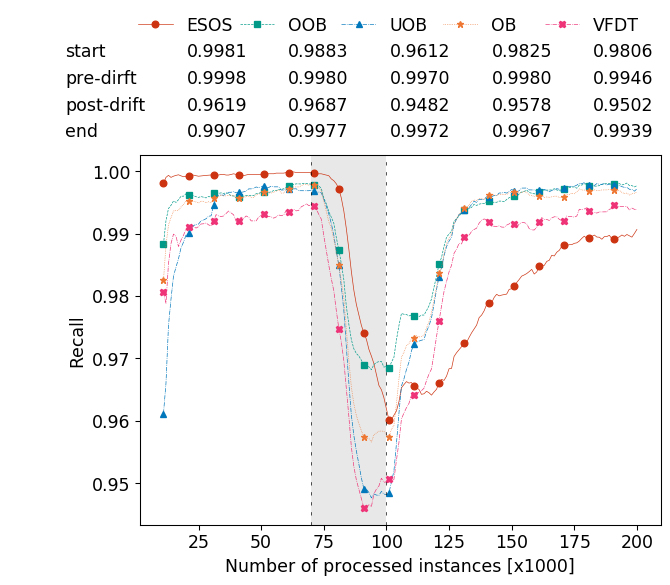 ESOS OOB UOB OB VFDT
start 0.9981 0.9883 0.9612 0.9825 0.9806
pre-dirft 0.9998 0.9980 0.9970 0.9980 0.9946
post-drift 0.9619 0.9687 0.9482 0.9578 0.9502
end 0.9907 0.9977 0.9972 0.9967 0.9939
1.00
0.99
0.98
0.97
0.96
0.95
Recall
25 50 75 100 125 150 175 200
Number of processed instances [x1000]